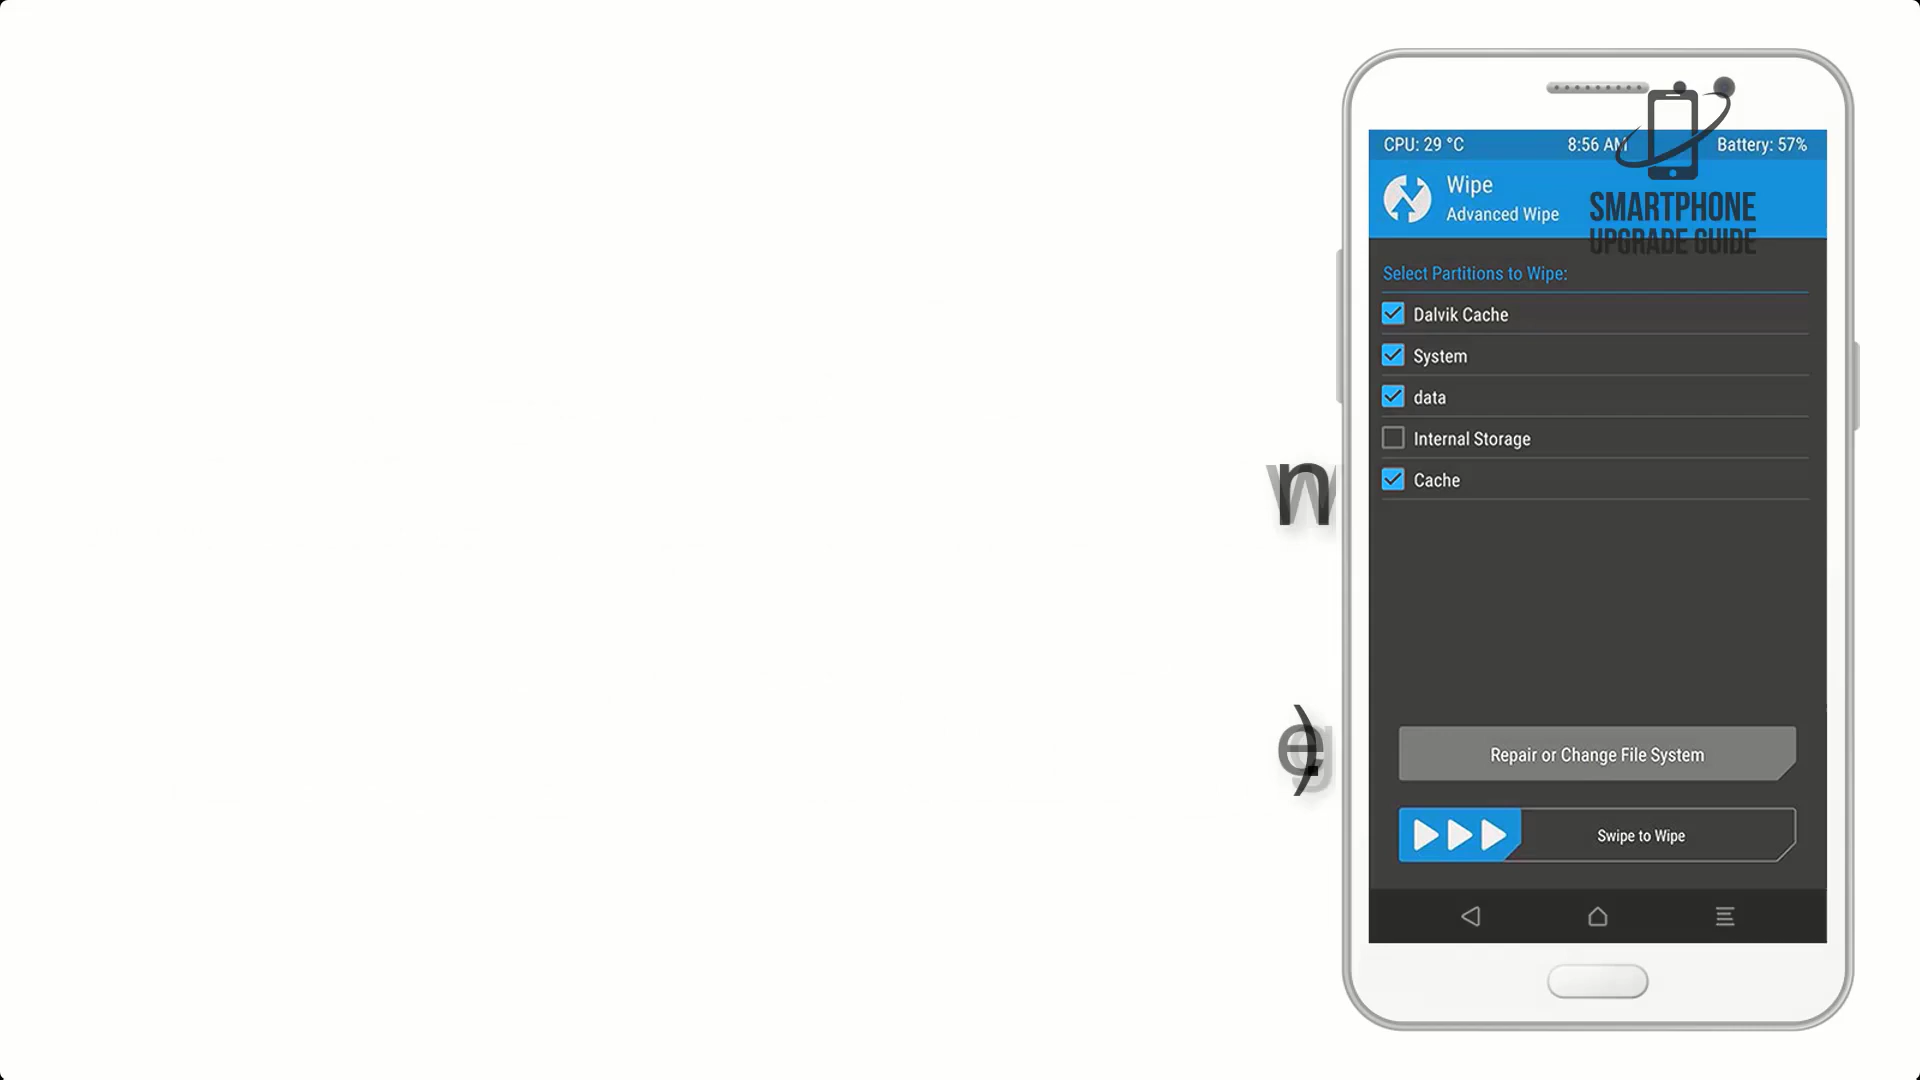 CPU: 29 °C 8:56 AM Battery: 57%
Wipe
Advanced Wipe
SMARTPHONE
UPGRADE GUIDE
Select Partitions to Wipe:
Dalvik Cache
System
data
Internal Storage
Cache
Repair or Change File System
Swipe to Wipe